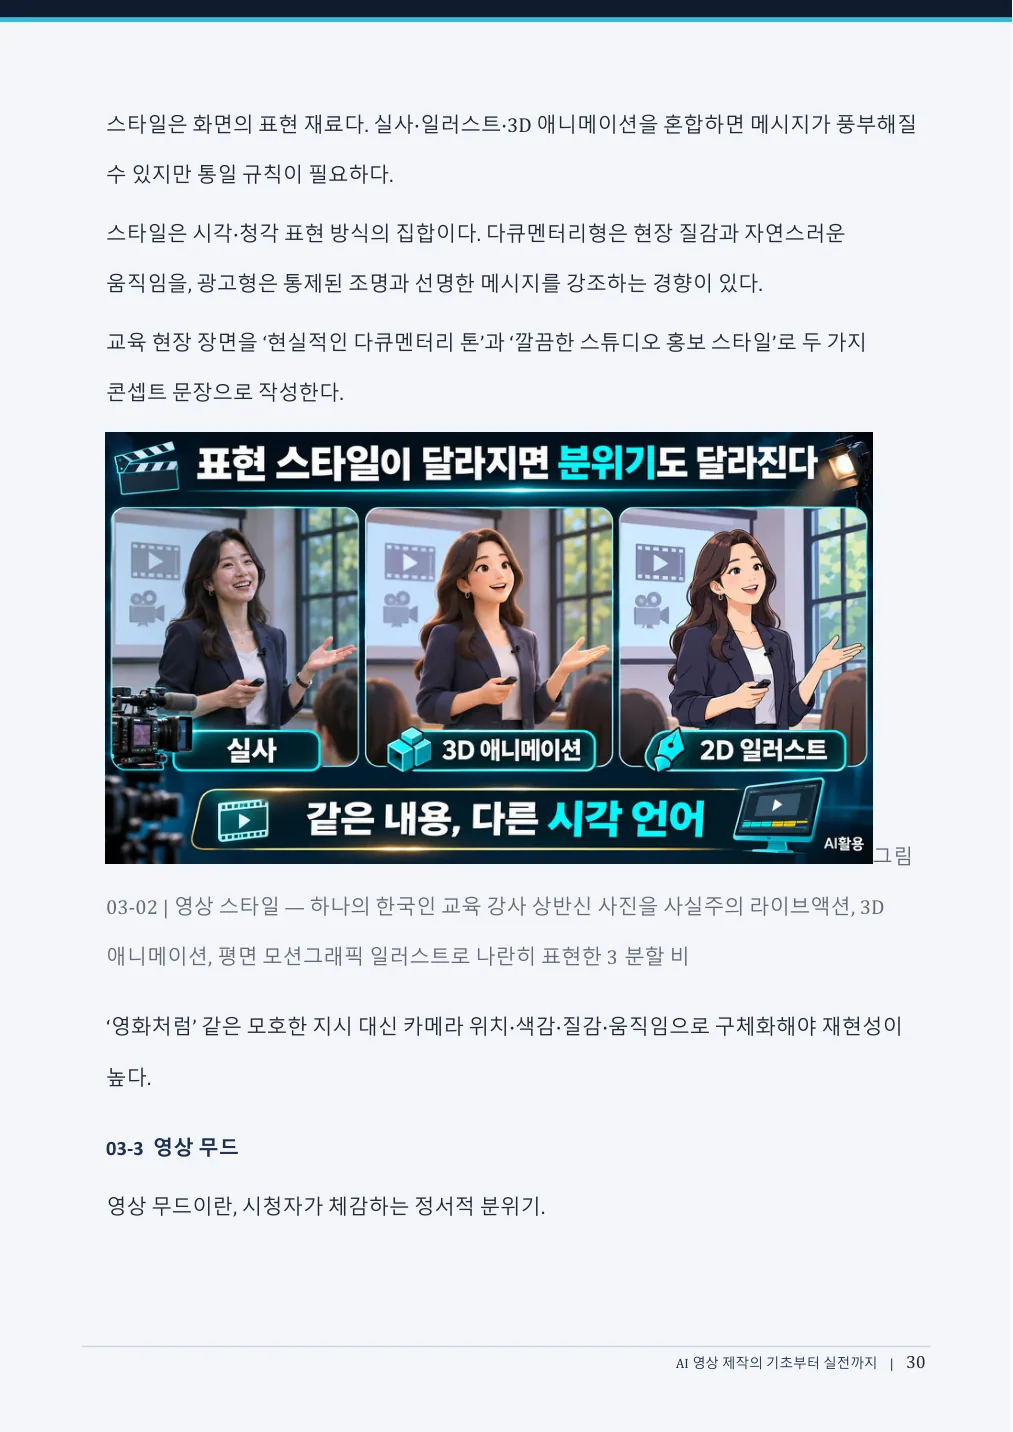 스타일은 화면의 표현 재료다. 실사·일러스트·3D 애니메이션을 혼합하면 메시지가 풍부해질
수 있지만 통일 규칙이 필요하다.
스타일은 시각·청각 표현 방식의 집합이다. 다큐멘터리형은 현장 질감과 자연스러운
움직임을, 광고형은 통제된 조명과 선명한 메시지를 강조하는 경향이 있다.
교육 현장 장면을 ‘현실적인 다큐멘터리 톤’과 ‘깔끔한 스튜디오 홍보 스타일’로 두 가지
콘셉트 문장으로 작성한다.
표현 스타일이 달라지면 분위기도 달라진다
실사
3D 애니메이션
2D 일러스트
같은 내용, 다른 시각 언어
AI활용
그림
03-02 | 영상 스타일 — 하나의 한국인 교육 강사 상반신 사진을 사실주의 라이브액션, 3D
애니메이션, 평면 모션그래픽 일러스트로 나란히 표현한 3 분할 비
‘영화처럼’ 같은 모호한 지시 대신 카메라 위치·색감·질감·움직임으로 구체화해야 재현성이
높다.
03-3 영상 무드
영상 무드이란, 시청자가 체감하는 정서적 분위기.
AI 영상 제작의 기초부터 실전까지 | 30